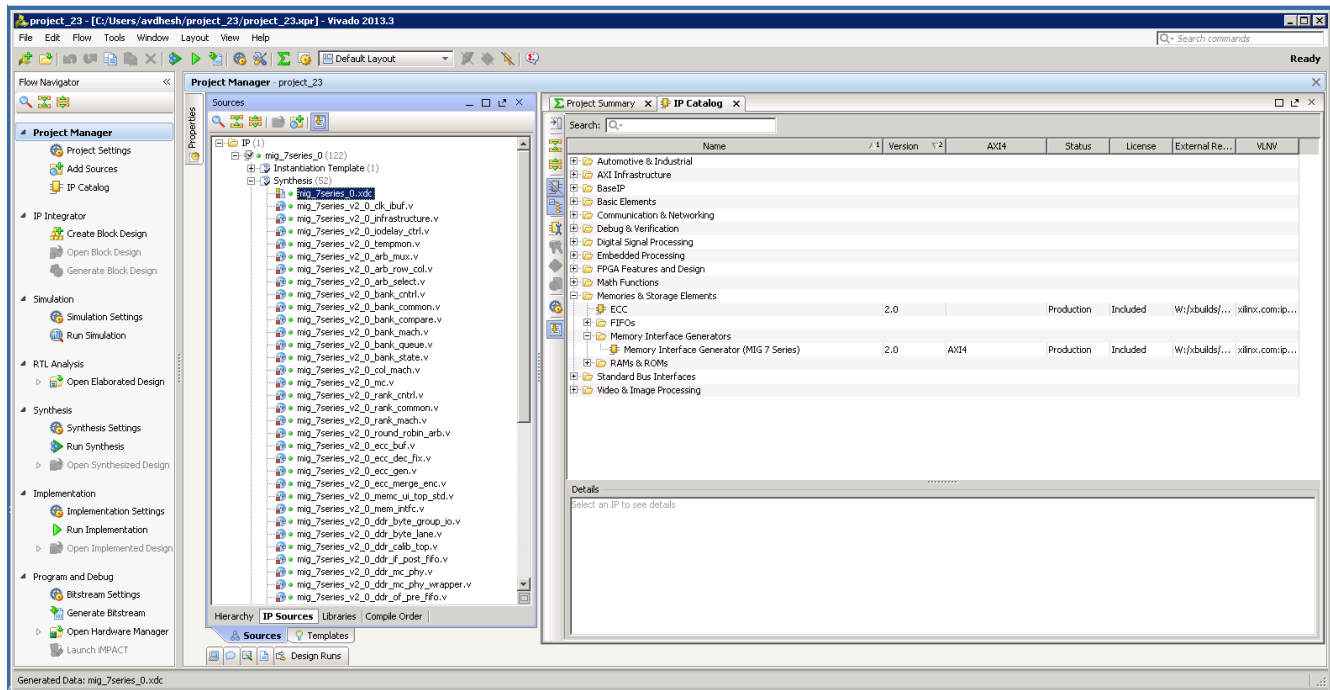 project_23 - [C:/Users/avdhesh/project_23/project_23.xpr] - Vivado 2013.3
File Edit Flow Tools Window Layout View Help
Search commands
Default Layout
Ready
Flow Navigator
Project Manager
Project Settings
Add Sources
IP Catalog
IP Integrator
Create Block Design
Open Block Design
Generate Block Design
Simulation
Simulation Settings
Run Simulation
RTL Analysis
Open Elaborated Design
Synthesis
Synthesis Settings
Run Synthesis
Open Synthesized Design
Implementation
Implementation Settings
Run Implementation
Open Implemented Design
Program and Debug
Bitstream Settings
Generate Bitstream
Open Hardware Manager
Launch iMPACT
Project Manager - project_23
Properties
Sources
IP (1)
mig_7series_0 (122)
Instantiation Template (1)
Synthesis (52)
mig_7series_0.xdc
mig_7series_v2_0_clk_ibuf.v
mig_7series_v2_0_infrastructure.v
mig_7series_v2_0_iodelay_ctrl.v
mig_7series_v2_0_tempmon.v
mig_7series_v2_0_arb_mux.v
mig_7series_v2_0_arb_row_col.v
mig_7series_v2_0_arb_select.v
mig_7series_v2_0_bank_cntrl.v
mig_7series_v2_0_bank_common.v
mig_7series_v2_0_bank_compare.v
mig_7series_v2_0_bank_mach.v
mig_7series_v2_0_bank_queue.v
mig_7series_v2_0_bank_state.v
mig_7series_v2_0_col_mach.v
mig_7series_v2_0_mc.v
mig_7series_v2_0_rank_cntrl.v
mig_7series_v2_0_rank_common.v
mig_7series_v2_0_rank_mach.v
mig_7series_v2_0_round_robin_arb.v
mig_7series_v2_0_ecc_buf.v
mig_7series_v2_0_ecc_dec_fix.v
mig_7series_v2_0_ecc_gen.v
mig_7series_v2_0_ecc_merge_enc.v
mig_7series_v2_0_memc_ui_top_std.v
mig_7series_v2_0_mem_intfc.v
mig_7series_v2_0_ddr_byte_group_io.v
mig_7series_v2_0_ddr_byte_lane.v
mig_7series_v2_0_ddr_calib_top.v
mig_7series_v2_0_ddr_if_post_fifo.v
mig_7series_v2_0_ddr_mc_phy.v
mig_7series_v2_0_ddr_mc_phy_wrapper.v
mig_7series_v2_0_ddr_of_pre_fifo.v
Hierarchy IP Sources Libraries Compile Order
Sources Templates
Design Runs
Project Summary IP Catalog
Search:
Name 1 Version 2 AXI4 Status License External Re... VLNV
Automotive & Industrial
AXI Infrastructure
BaseIP
Basic Elements
Communication & Networking
Debug & Verification
Digital Signal Processing
Embedded Processing
FPGA Features and Design
Math Functions
Memories & Storage Elements
ECC 2.0 Production Included W:/xbuilds/... xilinx.com:ip...
FIFOs
Memory Interface Generators
Memory Interface Generator (MIG 7 Series) 2.0 AXI4 Production Included W:/xbuilds/... xilinx.com:ip...
RAMs & ROMs
Standard Bus Interfaces
Video & Image Processing
Details
Select an IP to see details
Generated Data: mig_7series_0.xdc